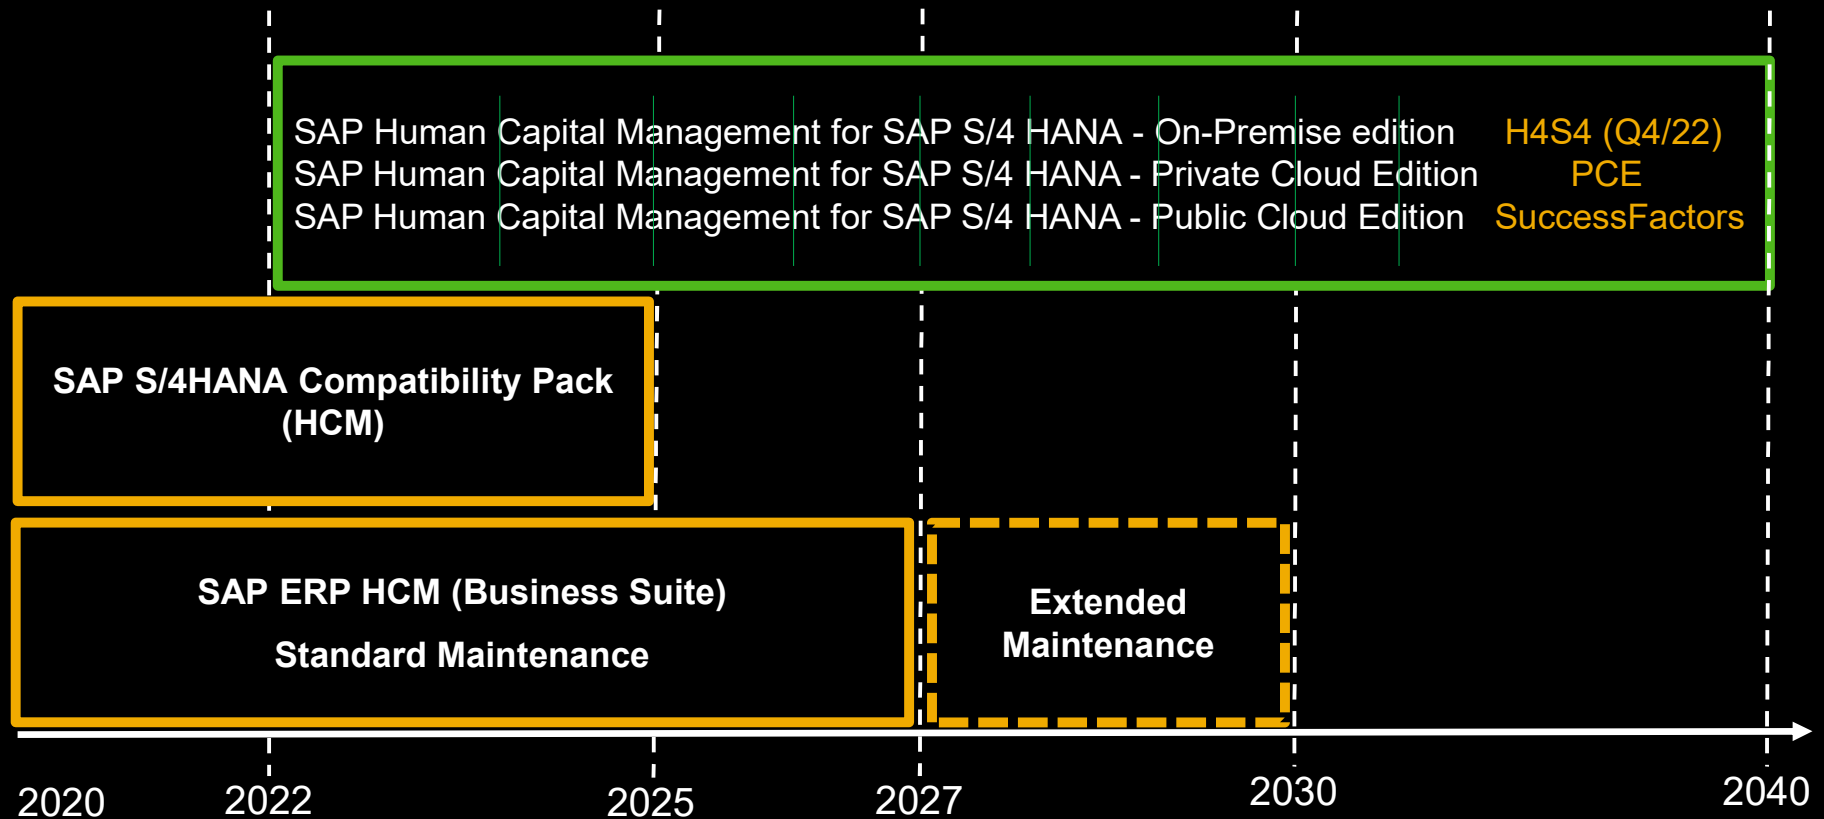 SAP Human Capital Management for SAP S/4 HANA - On-Premise edition H4S4 (Q4/22)
SAP Human Capital Management for SAP S/4 HANA - Private Cloud Edition PCE
SAP Human Capital Management for SAP S/4 HANA - Public Cloud Edition SuccessFactors
SAP S/4HANA Compatibility Pack
(HCM)
SAP ERP HCM (Business Suite)
Standard Maintenance
Extended
Maintenance
2020 2022 2025 2027 2030 2040